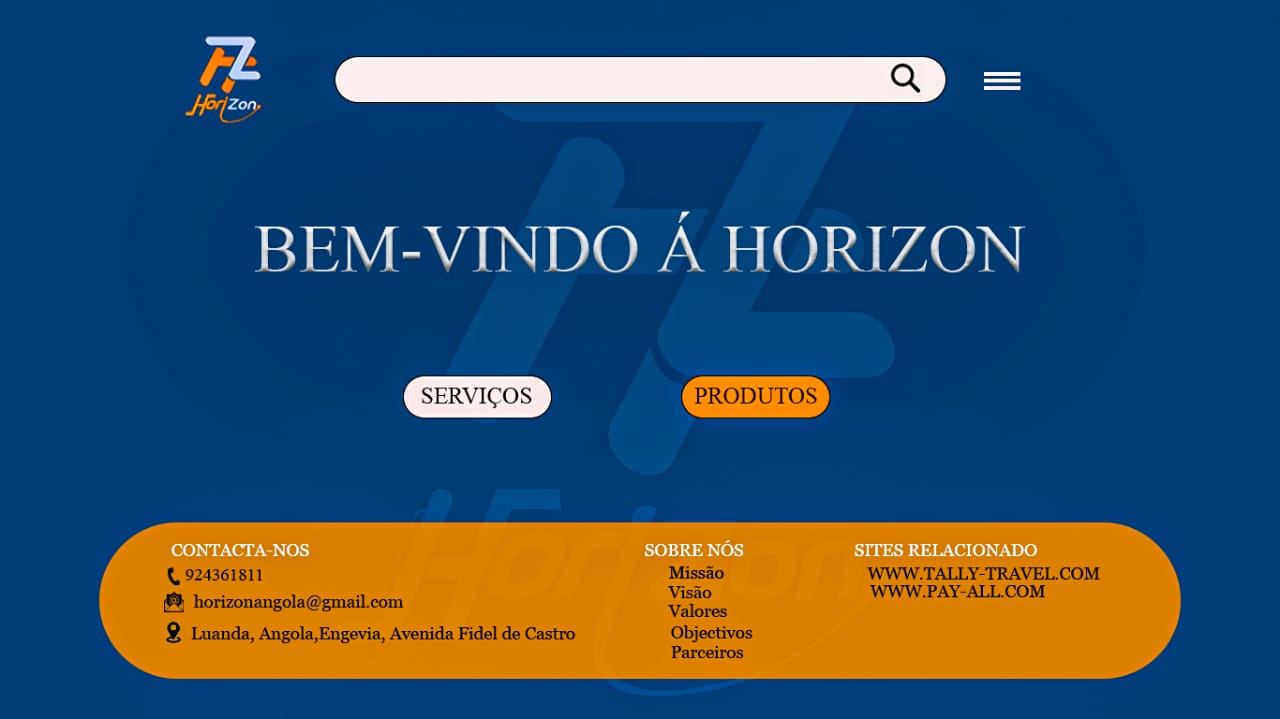 HoriZon
BEM-VINDO Á HORIZON
SERVIÇOS
PRODUTOS
CONTACTA-NOS
924361811
horizonangola@gmail.com
Luanda, Angola,Engevia, Avenida Fidel de Castro
SOBRE NÓS
Missão
Visão
Valores
Objectivos
Parceiros
SITES RELACIONADO
WWW.TALLY-TRAVEL.COM
WWW.PAY-ALL.COM
HoriZon